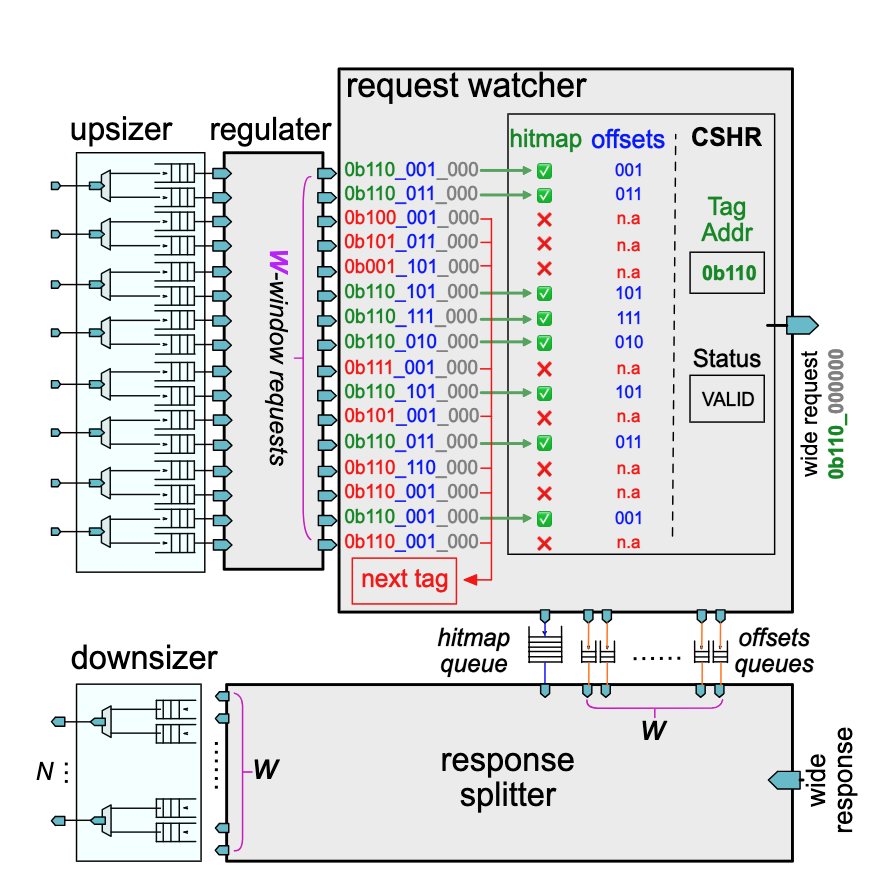 upsizer
regulater
request watcher
hitmap offsets CSHR
0b110_001_000 001
0b110_011_000 011
0b100_001_000 n.a
0b101_011_000 n.a
0b001_101_000 n.a
0b110_101_000 101
0b110_111_000 111
0b110_010_000 010
0b111_001_000 n.a
0b110_101_000 101
0b101_001_000 n.a
0b110_011_000 011
0b110_110_000 n.a
0b110_001_000 n.a
0b110_001_000 001
0b110_001_000 n.a
W-window requests
next tag
Tag
Addr
0b110
Status
VALID
wide request
0b110_000000
hitmap
queue
......
offsets
queues
W
downsizer
N
W
response
splitter
wide
response